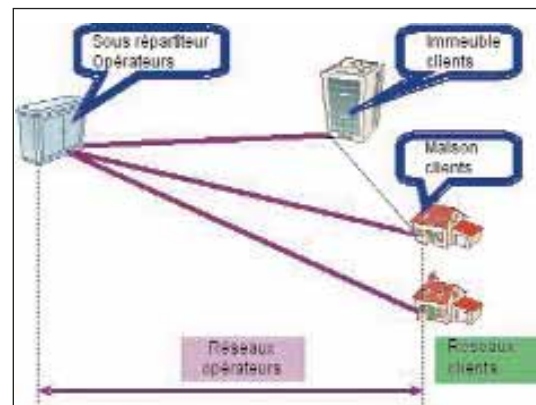 Sous répartiteur
Opérateurs
Immeuble
clients
Maison
clients
Réseaux
opérateurs
Réseaux
clients